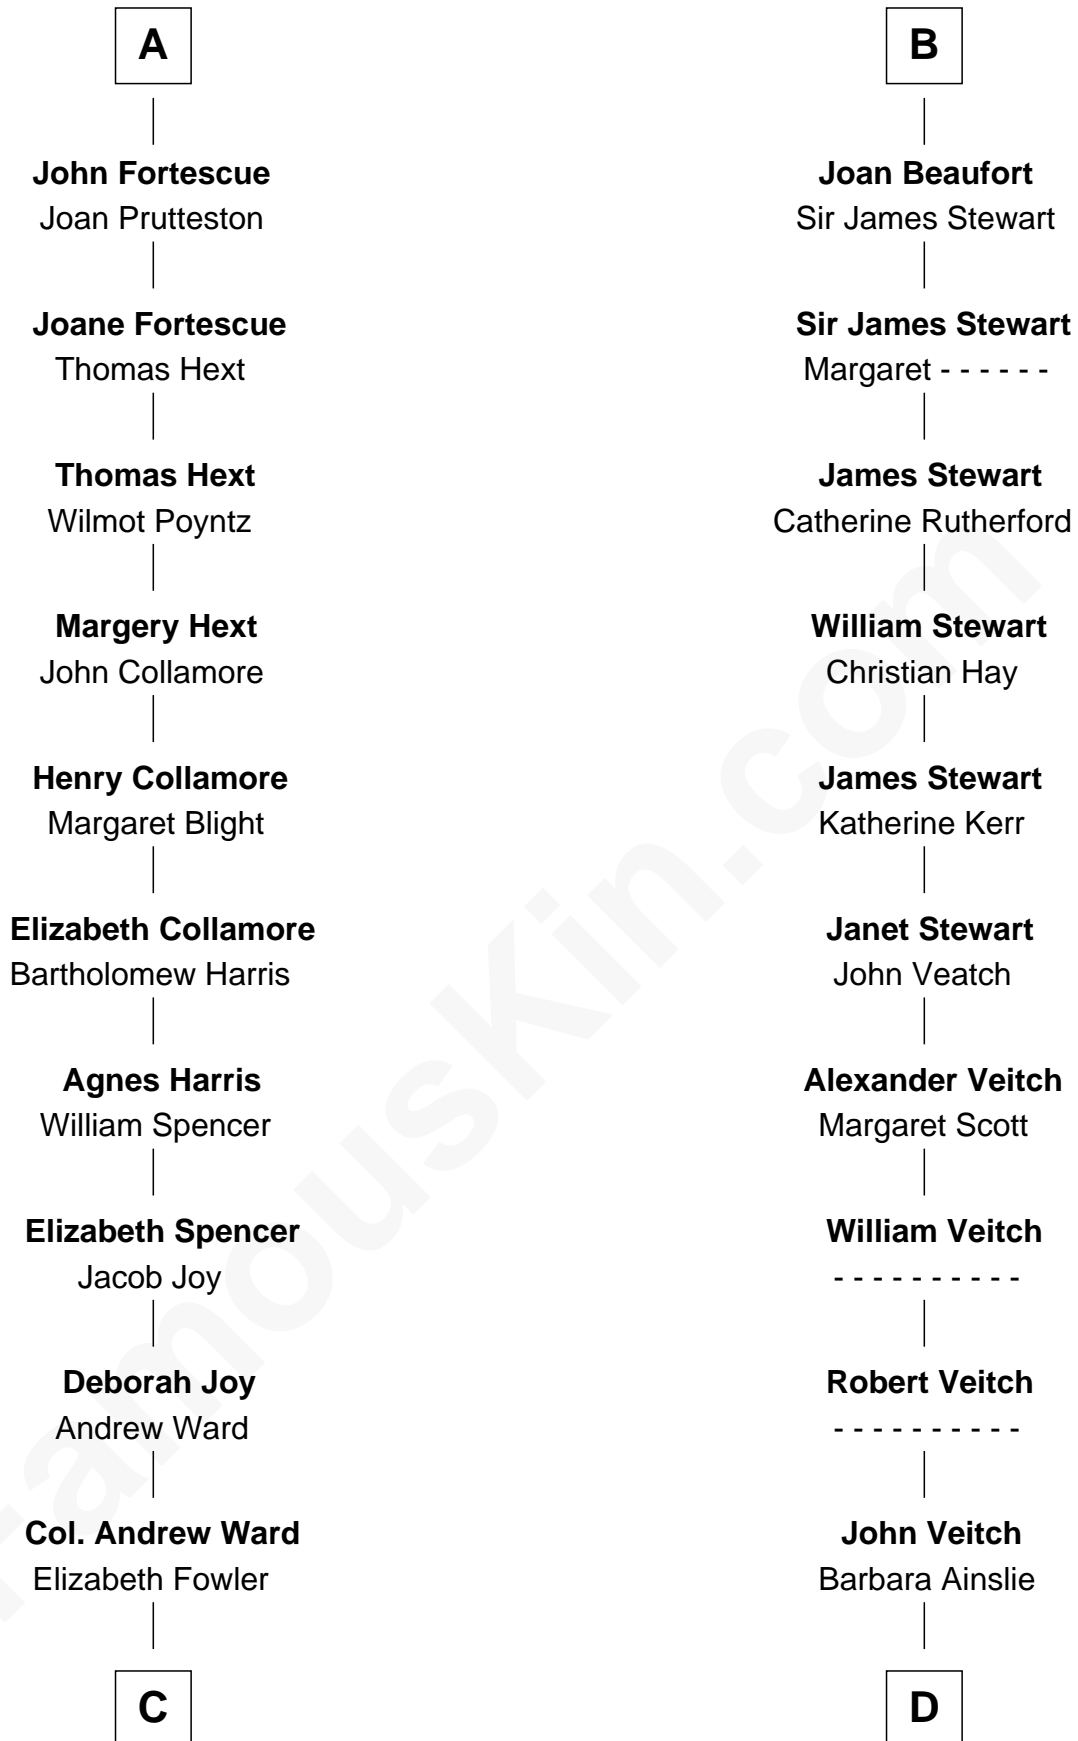 A
John Fortescue
Joan Prutteston
Joane Fortescue
Thomas Hext
Thomas Hext
Wilmot Poyntz
Margery Hext
John Collamore
Henry Collamore
Margaret Blight
Elizabeth Collamore
Bartholomew Harris
Agnes Harris
William Spencer
Elizabeth Spencer
Jacob Joy
Deborah Joy
Andrew Ward
Col. Andrew Ward
Elizabeth Fowler
C
B
Joan Beaufort
Sir James Stewart
Sir James Stewart
Margaret - - - - - -
James Stewart
Catherine Rutherford
William Stewart
Christian Hay
James Stewart
Katherine Kerr
Janet Stewart
John Veatch
Alexander Veitch
Margaret Scott
William Veitch
- - - - - - - - - -
Robert Veitch
- - - - - - - - - -
John Veitch
Barbara Ainslie
D
FamousKin.com